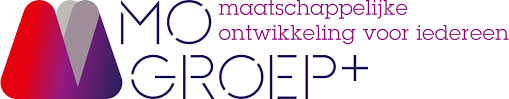 MO
GROEP+
maatschappelijke
ontwikkeling voor iedereen